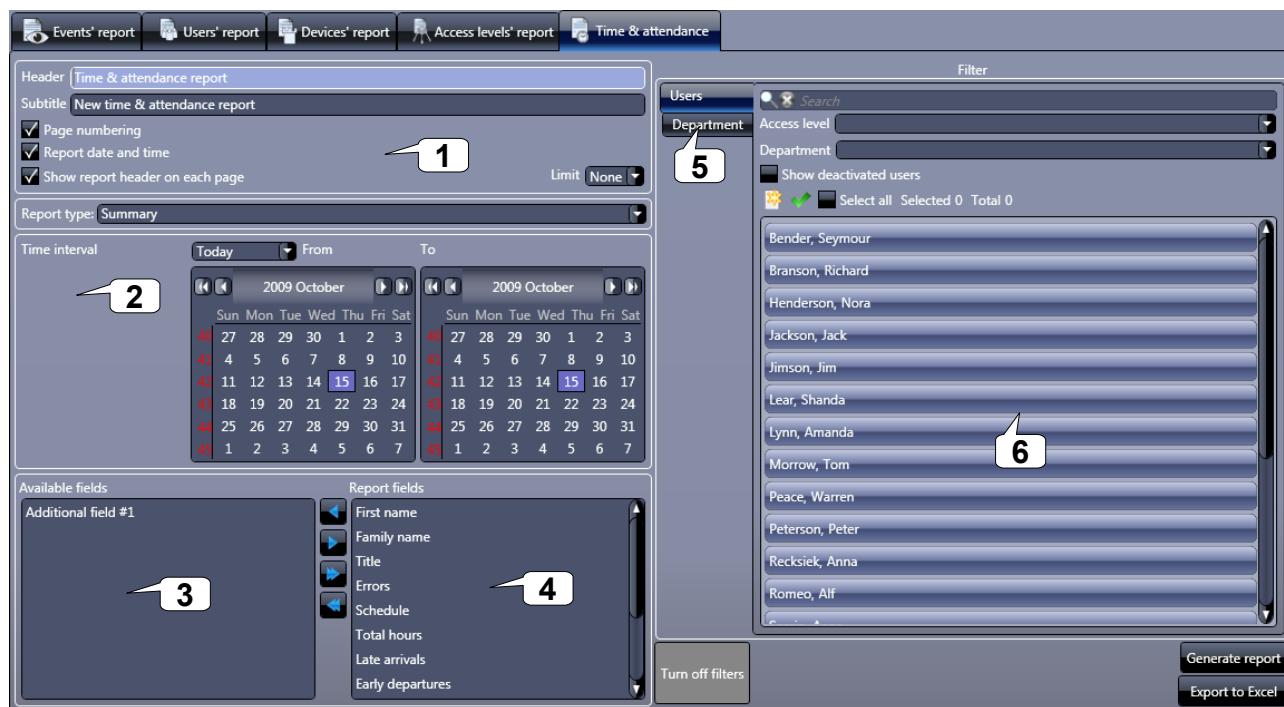 Events' report Users' report Devices' report Access levels' report Time & attendance
Header Time & attendance report
Subtitle New time & attendance report
Page numbering
Report date and time
Show report header on each page
Limit None
1
Report type: Summary
Time interval Today From To
2
2009 October
Sun Mon Tue Wed Thu Fri Sat
40 27 28 29 30 1 2 3
41 4 5 6 7 8 9 10
42 11 12 13 14 15 16 17
43 18 19 20 21 22 23 24
44 25 26 27 28 29 30 31
45 1 2 3 4 5 6 7
2009 October
Sun Mon Tue Wed Thu Fri Sat
40 27 28 29 30 1 2 3
41 4 5 6 7 8 9 10
42 11 12 13 14 15 16 17
43 18 19 20 21 22 23 24
44 25 26 27 28 29 30 31
45 1 2 3 4 5 6 7
Available fields
Additional field #1
3
Report fields
First name
Family name
Title
Errors
Schedule
Total hours
Late arrivals
Early departures
4
Filter
Users
Department
5
Search
Access level
Department
Show deactivated users
Select all Selected 0 Total 0
Bender, Seymour
Branson, Richard
Henderson, Nora
Jackson, Jack
Jimson, Jim
Lear, Shanda
Lynn, Amanda
Morrow, Tom
Peace, Warren
Peterson, Peter
Recksiek, Anna
Romeo, Alf
6
Turn off filters
Generate report
Export to Excel